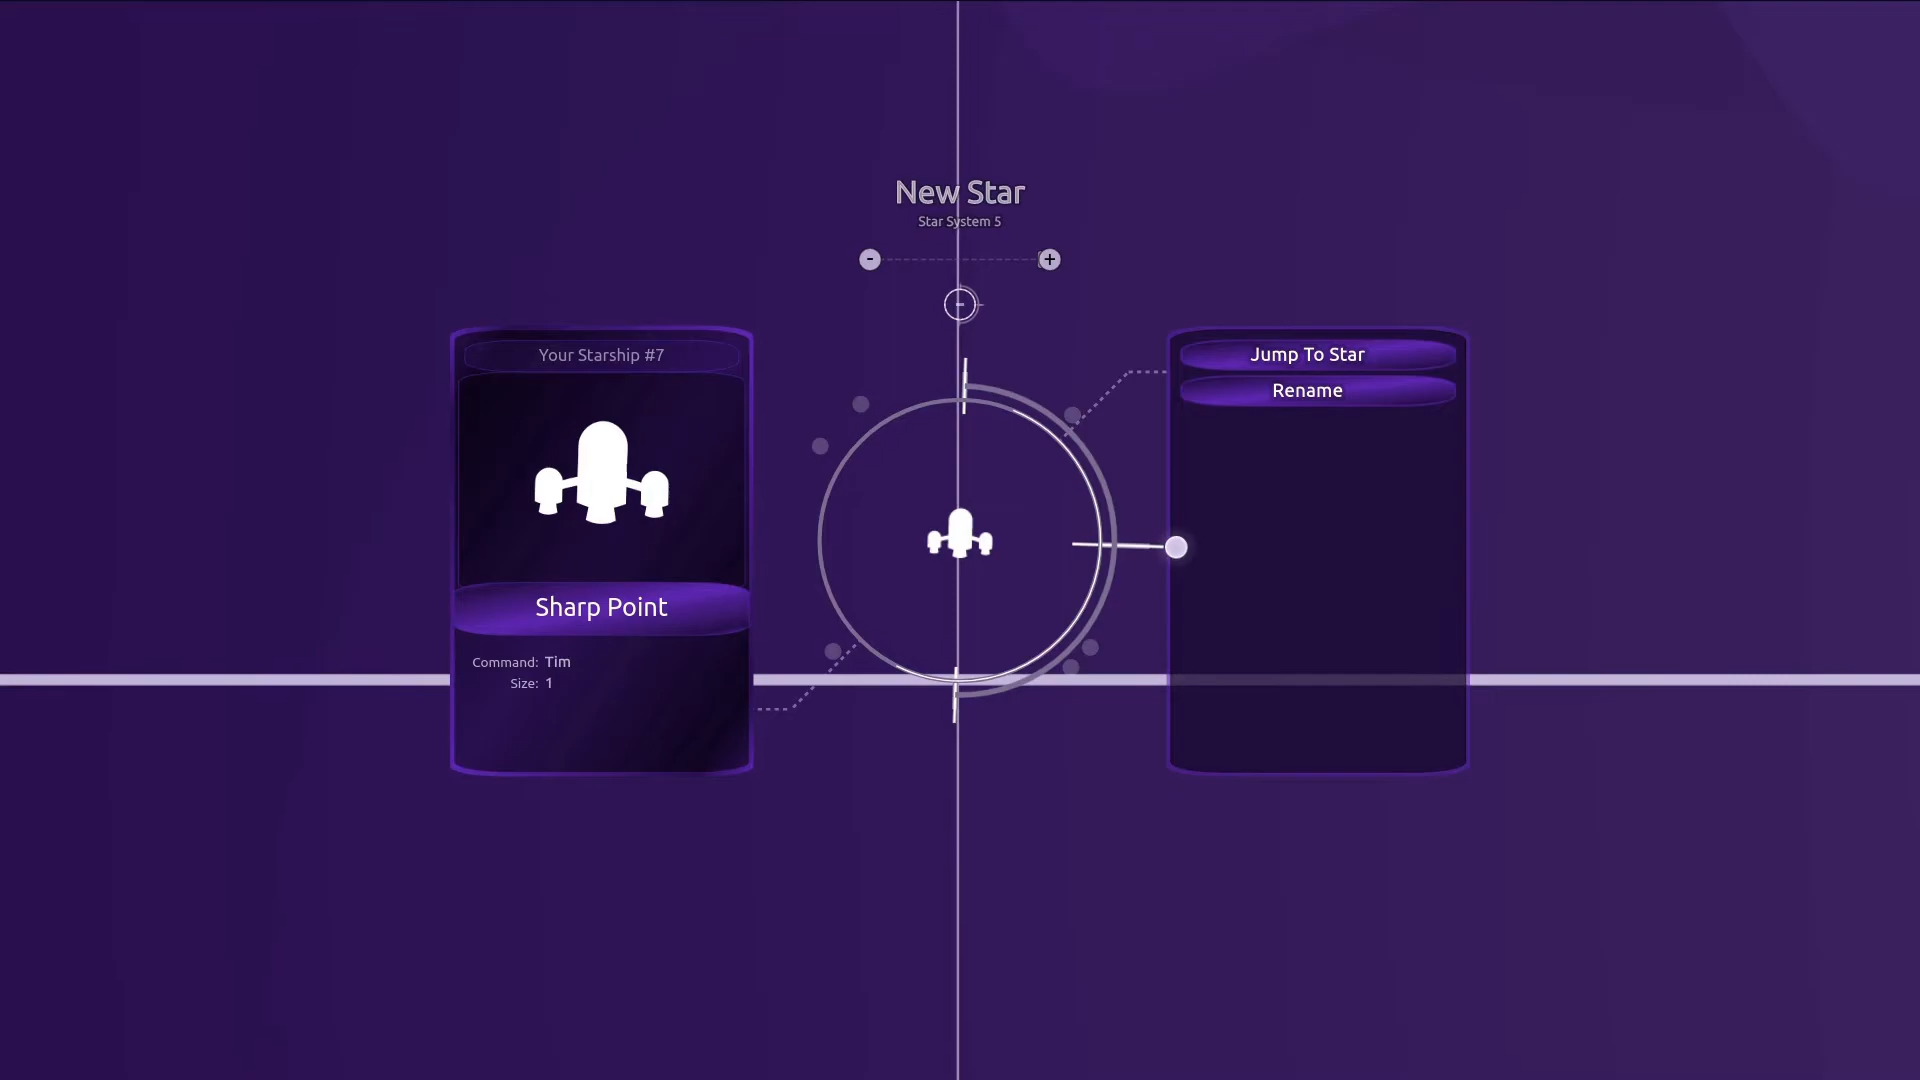 New Star
Star System 5
- +
Your Starship #7
Sharp Point
Command: Tim
Size: 1
Jump To Star
Rename